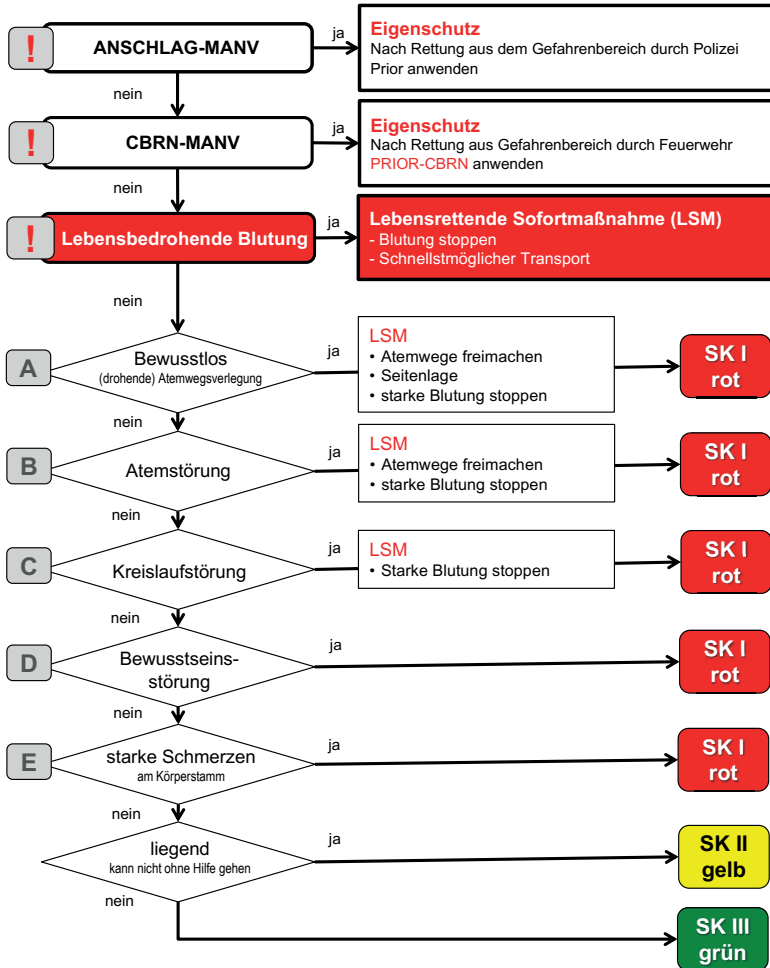 !
ANSCHLAG-MANV
ja
Eigenschutz
Nach Rettung aus dem Gefahrenbereich durch Polizei
Prior anwenden
nein
!
CBRN-MANV
ja
Eigenschutz
Nach Rettung aus Gefahrenbereich durch Feuerwehr
PRIOR-CBRN anwenden
nein
!
Lebensbedrohende Blutung
ja
Lebensrettende Sofortmaßnahme (LSM)
- Blutung stoppen
- Schnellstmöglicher Transport
nein
A
Bewusstlos
(drohende) Atemwegsverlegung
ja
LSM
• Atemwege freimachen
• Seitenlage
• starke Blutung stoppen
SK I
rot
nein
B
Atemstörung
ja
LSM
• Atemwege freimachen
• starke Blutung stoppen
SK I
rot
nein
C
Kreislaufstörung
ja
LSM
• Starke Blutung stoppen
SK I
rot
nein
D
Bewusstseins-
störung
ja
SK I
rot
nein
E
starke Schmerzen
am Körperstamm
ja
SK I
rot
nein
liegend
kann nicht ohne Hilfe gehen
ja
SK II
gelb
nein
SK III
grün